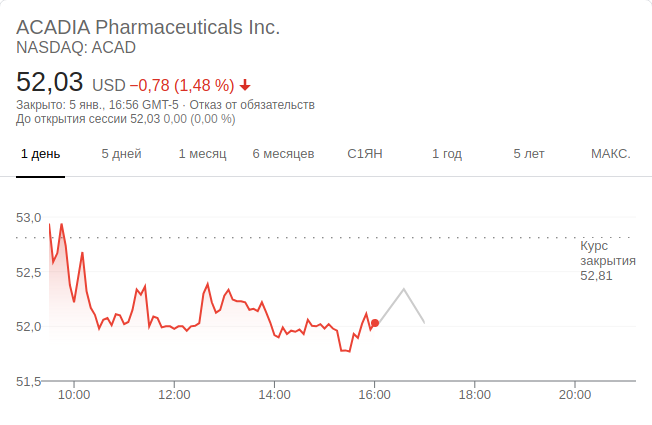 ACADIA Pharmaceuticals Inc.
NASDAQ: ACAD
52,03 USD −0,78 (1,48 %)
Закрыто: 5 янв., 16:56 GMT-5 · Отказ от обязательств
До открытия сессии 52,03 0,00 (0,00 %)
1 день 5 дней 1 месяц 6 месяцев С1ЯН 1 год 5 лет МАКС.
53,0
Курс
закрытия
52,81
52,5
52,0
51,5
10:00 12:00 14:00 16:00 18:00 20:00